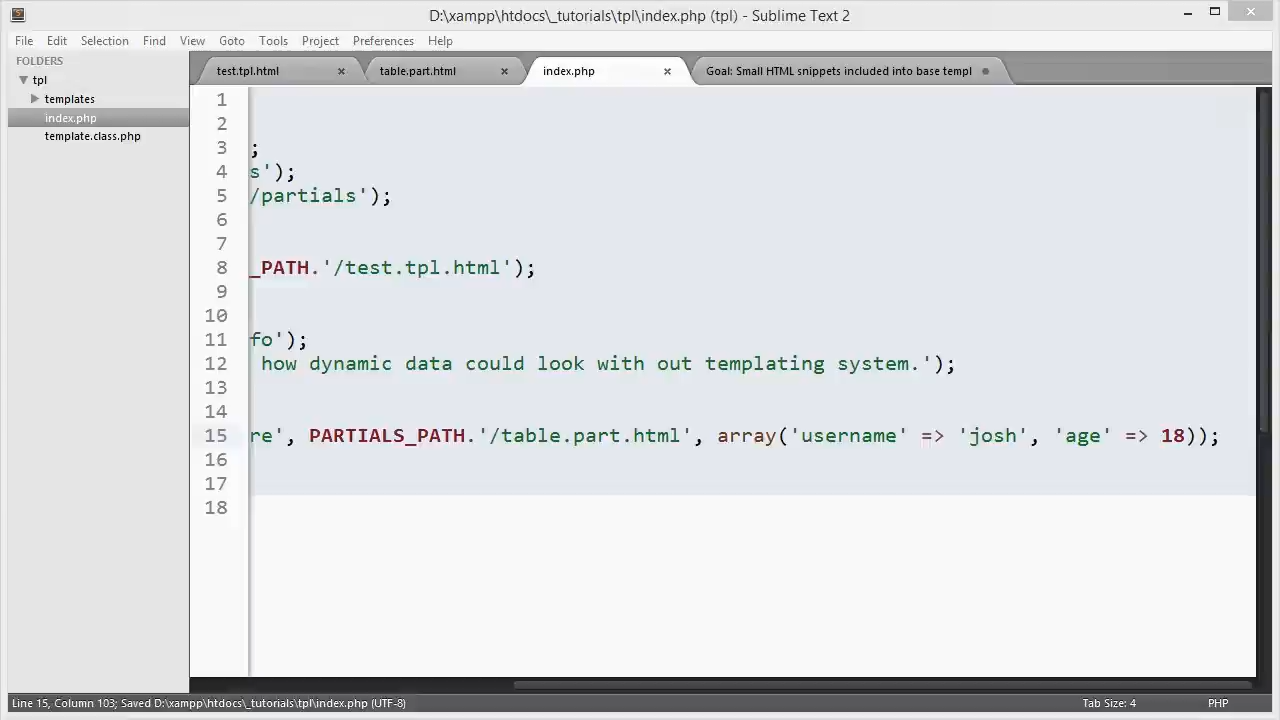 D:\xampp\htdocs\_tutorials\tpl\index.php (tpl) - Sublime Text 2
File Edit Selection Find View Goto Tools Project Preferences Help
FOLDERS
tpl
templates
index.php
template.class.php
test.tpl.html
table.part.html
index.php
Goal: Small HTML snippets included into base templ
1
2
3 ;
4 s');
5 /partials');
6
7
8 _PATH.'/test.tpl.html');
9
10
11 fo');
12 how dynamic data could look with out templating system.');
13
14
15 re', PARTIALS_PATH.'/table.part.html', array('username' => 'josh', 'age' => 18));
16
17
18
Line 15, Column 103; Saved D:\xampp\htdocs\_tutorials\tpl\index.php (UTF-8)
Tab Size: 4
PHP